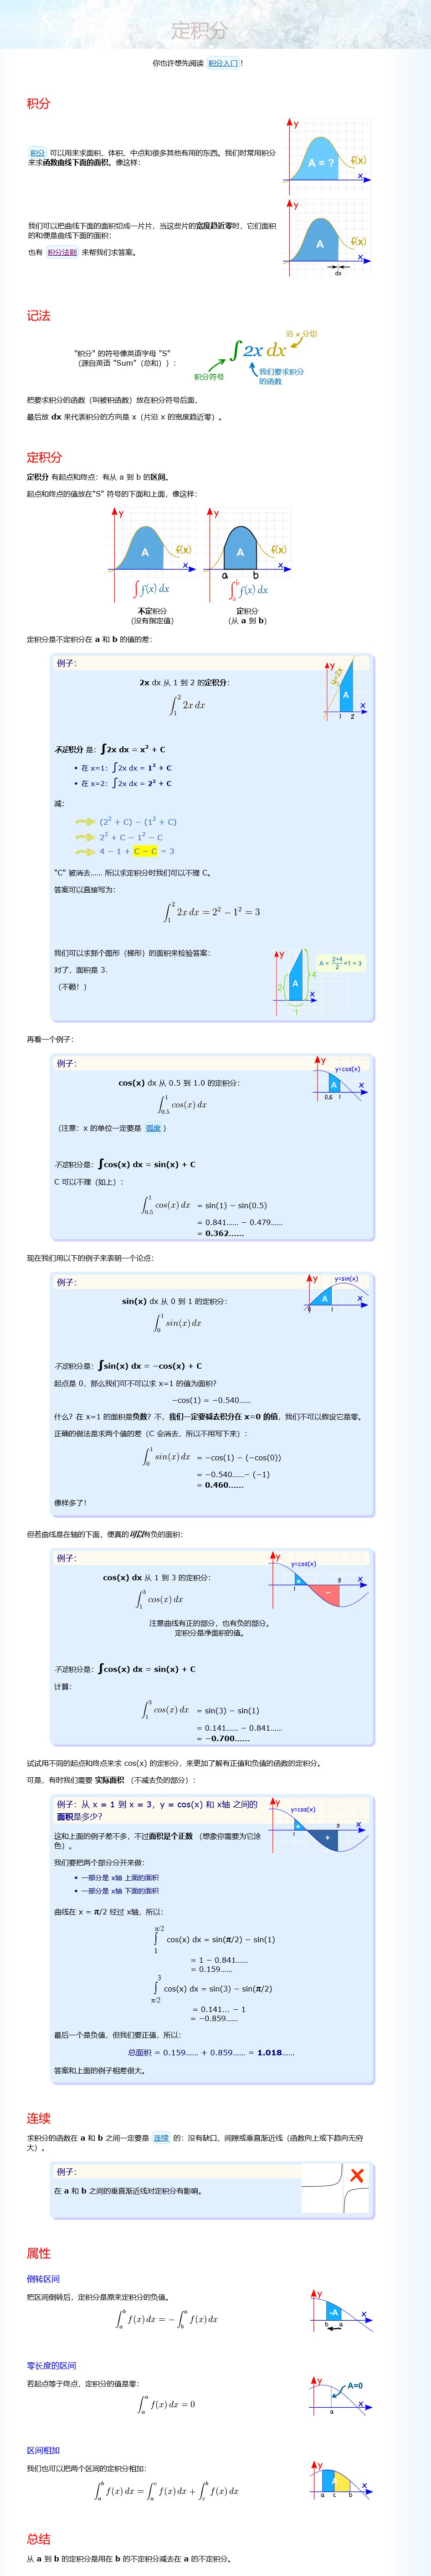 定积分
你也许想先阅读 积分入门！
积分
积分 可以用来求面积、体积、中点和很多其他有用的东西。我们时常用积分
来求函数曲线下面的面积，像这样：
y
A = ?
f(x)
x
我们可以把曲线下面的面积切成一片片，当这些片的宽度趋近零时，它们面积
的和便是曲线下面的面积：
也有 积分法则 来帮我们求答案。
y
A
f(x)
x
dx
记法
"积分" 的符号像英语字母 "S"
（源自英语 "Sum"（总和））：
沿 x 分切
∫ 2x dx
积分符号
我们要求积分
的函数
把要求积分的函数（叫被积函数）放在积分符号后面，
最后放 dx 来代表积分的方向是 x（片沿 x 的宽度趋近零）。
定积分
定积分 有起点和终点：有从 a 到 b 的区间。
起点和终点的值放在"S" 符号的下面和上面，像这样：
y
A
f(x)
x
∫ f(x) dx
y
A
f(x)
x
a b
∫_a^b f(x) dx
不定积分
(没有指定值)
定积分
(从 a 到 b)
定积分是不定积分在 a 和 b 的值的差：
例子：
2x dx 从 1 到 2 的定积分：
∫_1^2 2x dx
y
y=2x
A
x
1 2
不定积分 是：∫2x dx = x² + C
• 在 x=1：∫2x dx = 1² + C
• 在 x=2：∫2x dx = 2² + C
减：
(2² + C) − (1² + C)
2² + C − 1² − C
4 − 1 + C − C = 3
"C" 被消去…… 所以求定积分时我们可以不理 C。
答案可以直接写为：
∫_1^2 2x dx = 2² − 1² = 3
我们可以求那个图形（梯形）的面积来检验答案：
对了，面积是 3.
（不赖！）
y
A
2
4
1
x
A = (2+4)/2 ×1 = 3
再看一个例子：
例子：
cos(x) dx 从 0.5 到 1.0 的定积分：
∫_0.5^1 cos(x) dx
（注意：x 的单位一定要是 弧度 ）
y
y=cos(x)
A
x
0.5 1
不定积分是：∫cos(x) dx = sin(x) + C
C 可以不理（如上）：
∫_0.5^1 cos(x) dx = sin(1) − sin(0.5)
= 0.841…… − 0.479……
= 0.362……
现在我们用以下的例子来表明一个论点：
例子：
sin(x) dx 从 0 到 1 的定积分：
∫_0^1 sin(x) dx
y
y=sin(x)
A
x
0 1
不定积分是：∫sin(x) dx = −cos(x) + C
起点是 0，那么我们可不可以求 x=1 的值为面积？
−cos(1) = −0.540……
什么？在 x=1 的面积是负数？不，我们一定要减去积分在 x=0 的值，我们不可以假设它是零。
正确的做法是求两个值的差（C 会消去，所以不用写下来）：
∫_0^1 sin(x) dx = −cos(1) − (−cos(0))
= −0.540……− (−1)
= 0.460……
像样多了！
但若曲线是在轴的下面，便真的可以有负的面积：
例子：
cos(x) dx 从 1 到 3 的定积分：
∫_1^3 cos(x) dx
注意曲线有正的部分，也有负的部分。
定积分是净面积的值。
y
y=cos(x)
+
−
1
3
x
不定积分是：∫cos(x) dx = sin(x) + C
计算：
∫_1^3 cos(x) dx = sin(3) − sin(1)
= 0.141…… − 0.841……
= −0.700……
试试用不同的起点和终点来求 cos(x) 的定积分，来更加了解有正值和负值的函数的定积分。
可是，有时我们需要 实际面积 （不减去负的部分）：
例子：从 x = 1 到 x = 3，y = cos(x) 和 x轴 之间的
面积是多少？
这和上面的例子差不多，不过面积是个正数 （想象你需要为它涂
色）。
y
y=cos(x)
+
+
1
3
x
我们要把两个部分分开来做：
• 一部分是 x轴 上面的面积
• 一部分是 x轴 下面的面积
曲线在 x = π/2 经过 x轴，所以：
∫_1^π/2 cos(x) dx = sin(π/2) − sin(1)
= 1 − 0.841……
= 0.159……
∫_π/2^3 cos(x) dx = sin(3) − sin(π/2)
= 0.141... − 1
= −0.859……
最后一个是负值，但我们要正值，所以：
总面积 = 0.159…… + 0.859…… = 1.018……
答案和上面的例子相差很大。
连续
求积分的函数在 a 和 b 之间一定要是 连续 的：没有缺口、间隙或垂直渐近线（函数向上或下趋向无穷
大）。
例子：
在 a 和 b 之间的垂直渐近线对定积分有影响。
属性
倒转区间
把区间倒转后，定积分是原来定积分的负值。
∫_a^b f(x) dx = −∫_b^a f(x) dx
y
-A
x
b a
零长度的区间
若起点等于终点，定积分的值是零：
∫_a^a f(x) dx = 0
y
A=0
x
a
区间相加
我们也可以把两个区间的定积分相加：
∫_a^b f(x) dx = ∫_a^c f(x) dx + ∫_c^b f(x) dx
y
A
x
a c b
总结
从 a 到 b 的定积分是用在 b 的不定积分减去在 a 的不定积分。